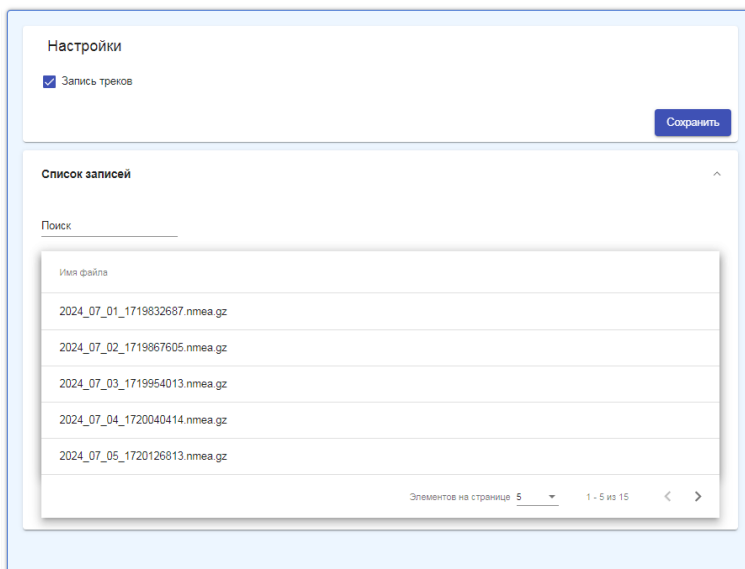 Настройки
Запись треков
Сохранить
Список записей
Поиск
Имя файла
2024_07_01_1719832687.nmea.gz
2024_07_02_1719867605.nmea.gz
2024_07_03_1719954013.nmea.gz
2024_07_04_1720040414.nmea.gz
2024_07_05_1720126813.nmea.gz
Элементов на странице 5 1 - 5 из 15